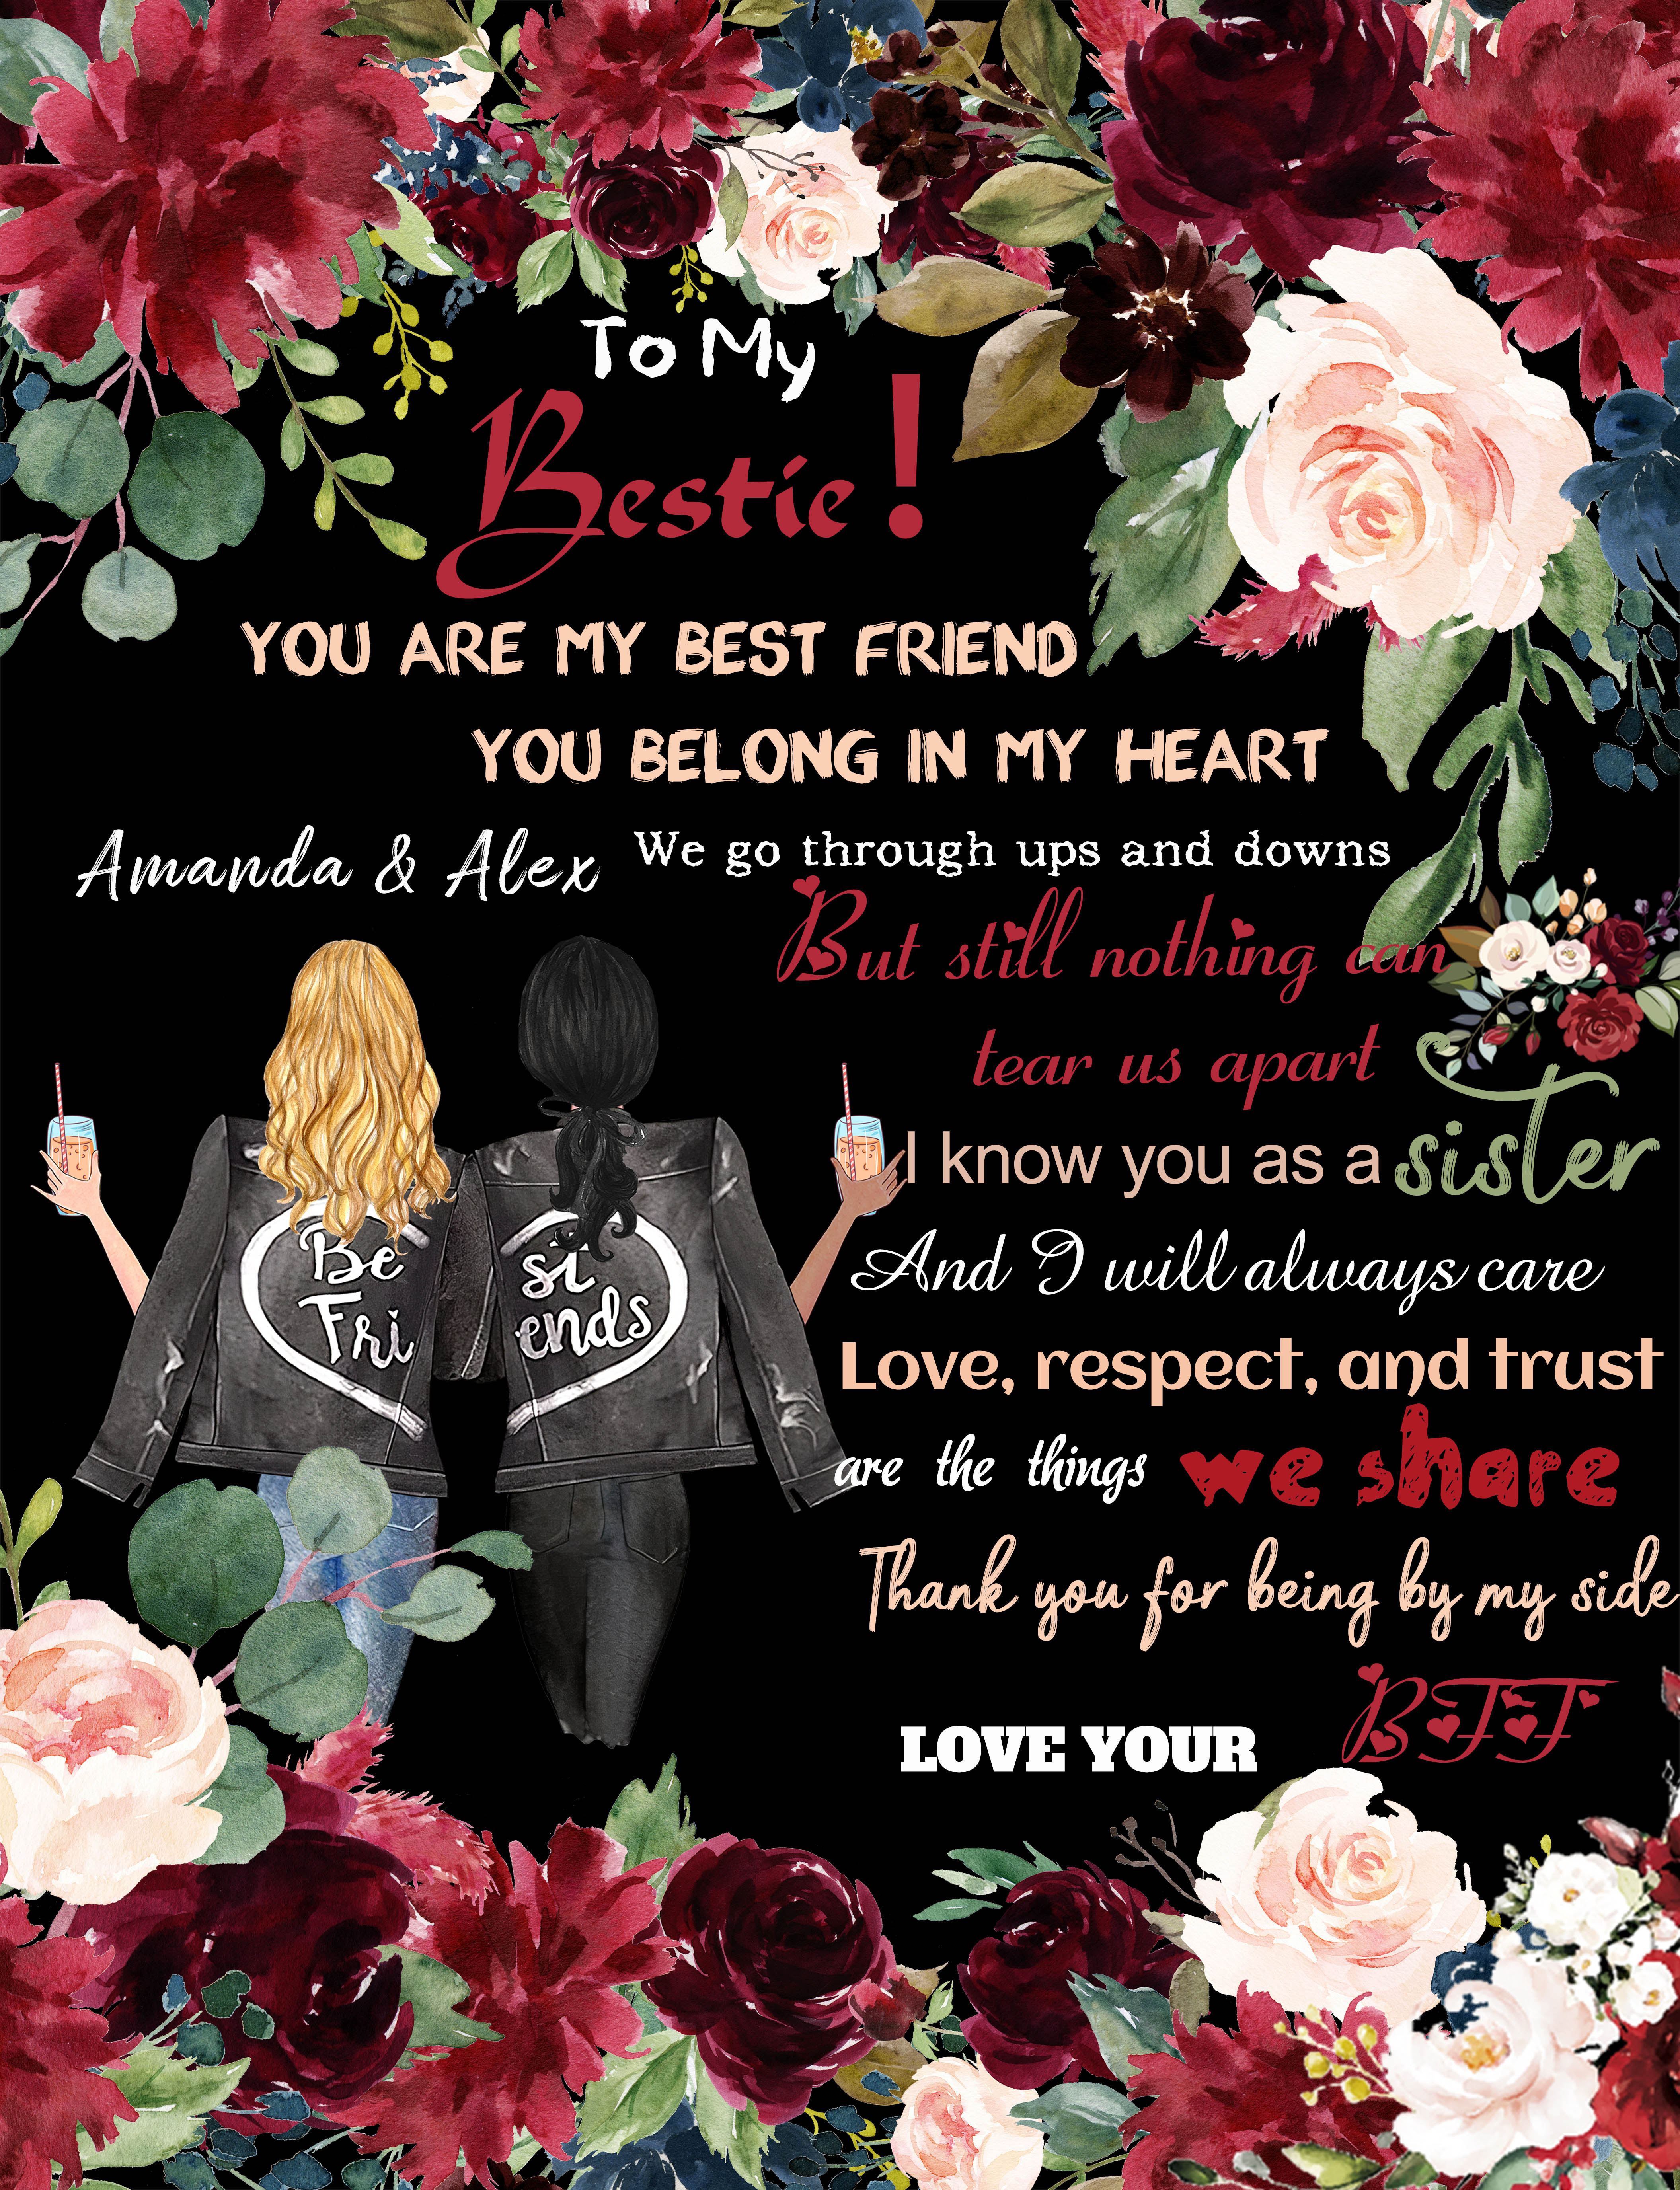 To My
Bestie!
YOU ARE MY BEST FRIEND
YOU BELONG IN MY HEART
Amanda & Alex
We go through ups and downs
But still nothing can
tear us apart
I know you as a sister
And I will always care
Love, respect, and trust
are the things we share
Thank you for being by my side
LOVE YOUR BFF
Be st
Fri ends